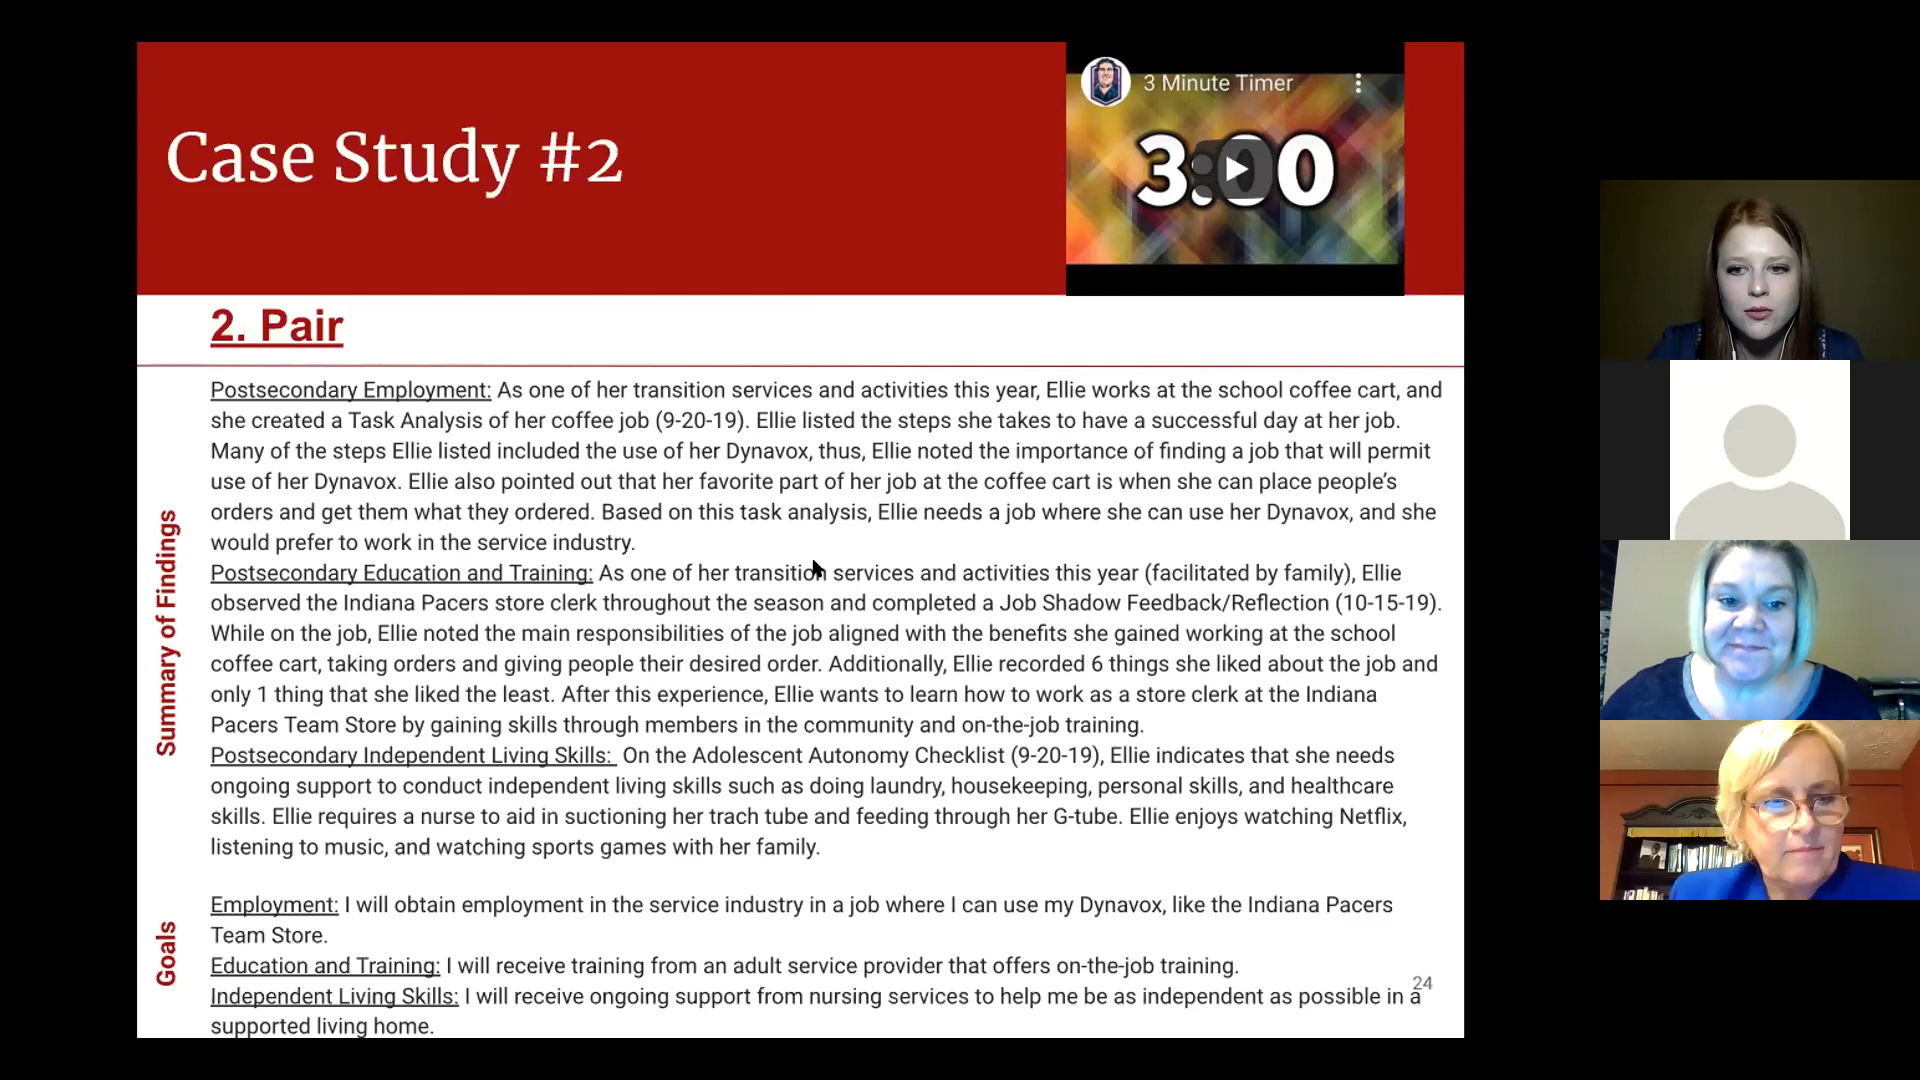 3 Minute Timer
3:00
Case Study #2
2. Pair
Summary of Findings
Postsecondary Employment: As one of her transition services and activities this year, Ellie works at the school coffee cart, and
she created a Task Analysis of her coffee job (9-20-19). Ellie listed the steps she takes to have a successful day at her job.
Many of the steps Ellie listed included the use of her Dynavox, thus, Ellie noted the importance of finding a job that will permit
use of her Dynavox. Ellie also pointed out that her favorite part of her job at the coffee cart is when she can place people’s
orders and get them what they ordered. Based on this task analysis, Ellie needs a job where she can use her Dynavox, and she
would prefer to work in the service industry.
Postsecondary Education and Training: As one of her transition services and activities this year (facilitated by family), Ellie
observed the Indiana Pacers store clerk throughout the season and completed a Job Shadow Feedback/Reflection (10-15-19).
While on the job, Ellie noted the main responsibilities of the job aligned with the benefits she gained working at the school
coffee cart, taking orders and giving people their desired order. Additionally, Ellie recorded 6 things she liked about the job and
only 1 thing that she liked the least. After this experience, Ellie wants to learn how to work as a store clerk at the Indiana
Pacers Team Store by gaining skills through members in the community and on-the-job training.
Postsecondary Independent Living Skills: On the Adolescent Autonomy Checklist (9-20-19), Ellie indicates that she needs
ongoing support to conduct independent living skills such as doing laundry, housekeeping, personal skills, and healthcare
skills. Ellie requires a nurse to aid in suctioning her trach tube and feeding through her G-tube. Ellie enjoys watching Netflix,
listening to music, and watching sports games with her family.
Goals
Employment: I will obtain employment in the service industry in a job where I can use my Dynavox, like the Indiana Pacers
Team Store.
Education and Training: I will receive training from an adult service provider that offers on-the-job training.
Independent Living Skills: I will receive ongoing support from nursing services to help me be as independent as possible in a
supported living home.
24